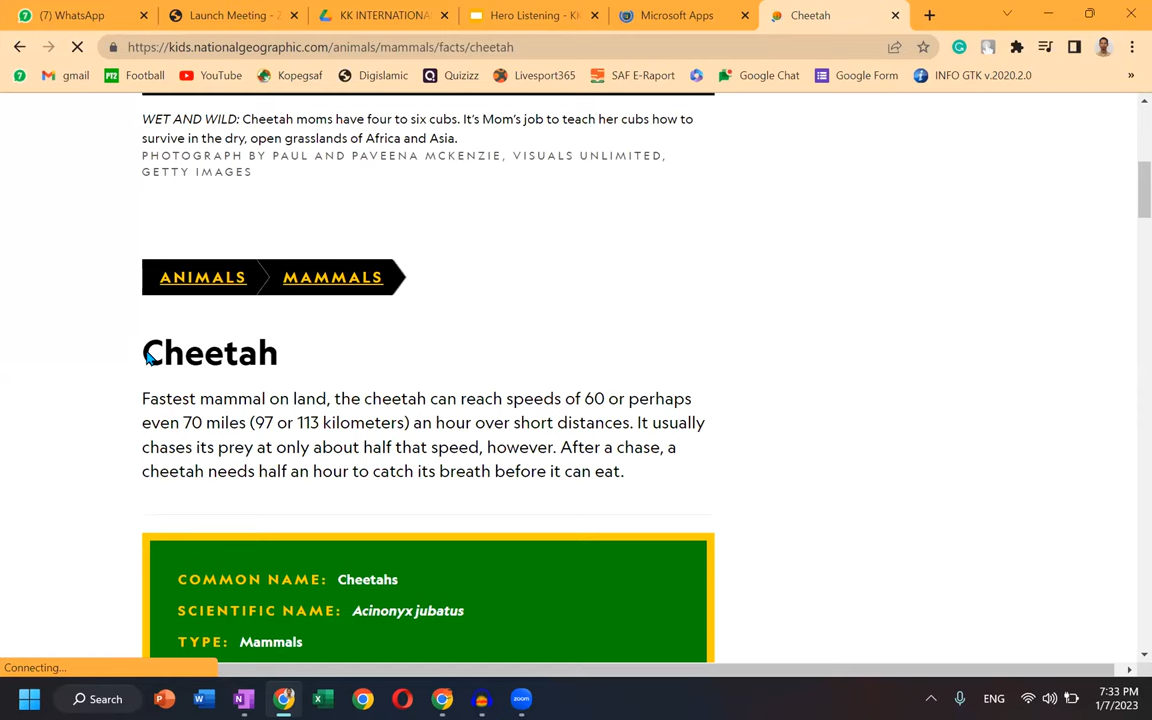 (7) WhatsApp
Launch Meeting - Z
KK INTERNATIONA
Hero Listening - KK
Microsoft Apps
Cheetah
https://kids.nationalgeographic.com/animals/mammals/facts/cheetah
gmail
Football
YouTube
Kopegsaf
Digislamic
Quizizz
Livesport365
SAF E-Raport
Google Chat
Google Form
INFO GTK v.2020.2.0
»
WET AND WILD: Cheetah moms have four to six cubs. It's Mom's job to teach her cubs how to
survive in the dry, open grasslands of Africa and Asia.
PHOTOGRAPH BY PAUL AND PAVEENA MCKENZIE, VISUALS UNLIMITED,
GETTY IMAGES
ANIMALS
MAMMALS
Cheetah
Fastest mammal on land, the cheetah can reach speeds of 60 or perhaps
even 70 miles (97 or 113 kilometers) an hour over short distances. It usually
chases its prey at only about half that speed, however. After a chase, a
cheetah needs half an hour to catch its breath before it can eat.
COMMON NAME: Cheetahs
SCIENTIFIC NAME: Acinonyx jubatus
TYPE: Mammals
Connecting...
Search
ENG
7:33 PM
1/7/2023